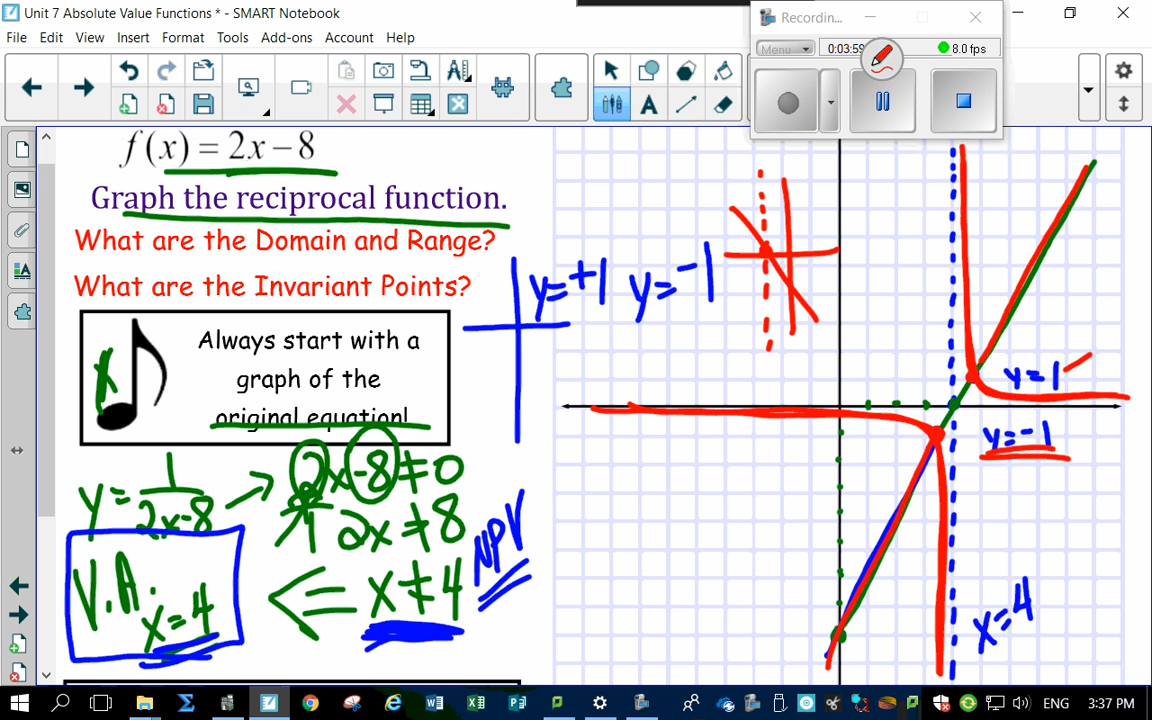 Unit 7 Absolute Value Functions * - SMART Notebook
File Edit View Insert Format Tools Add-ons Account Help
Recordin...
Menu
0:03:59
8.0 fps
f(x) = 2x - 8
Graph the reciprocal function.
What are the Domain and Range?
What are the Invariant Points?
Always start with a
graph of the
original equation!
y=+1 y=-1
y=1/(2x-8) → 2x-8≠0
2x≠8
x≠4
NPV
V.A.
x=4
y=1
y=-1
x=4
ENG
3:37 PM